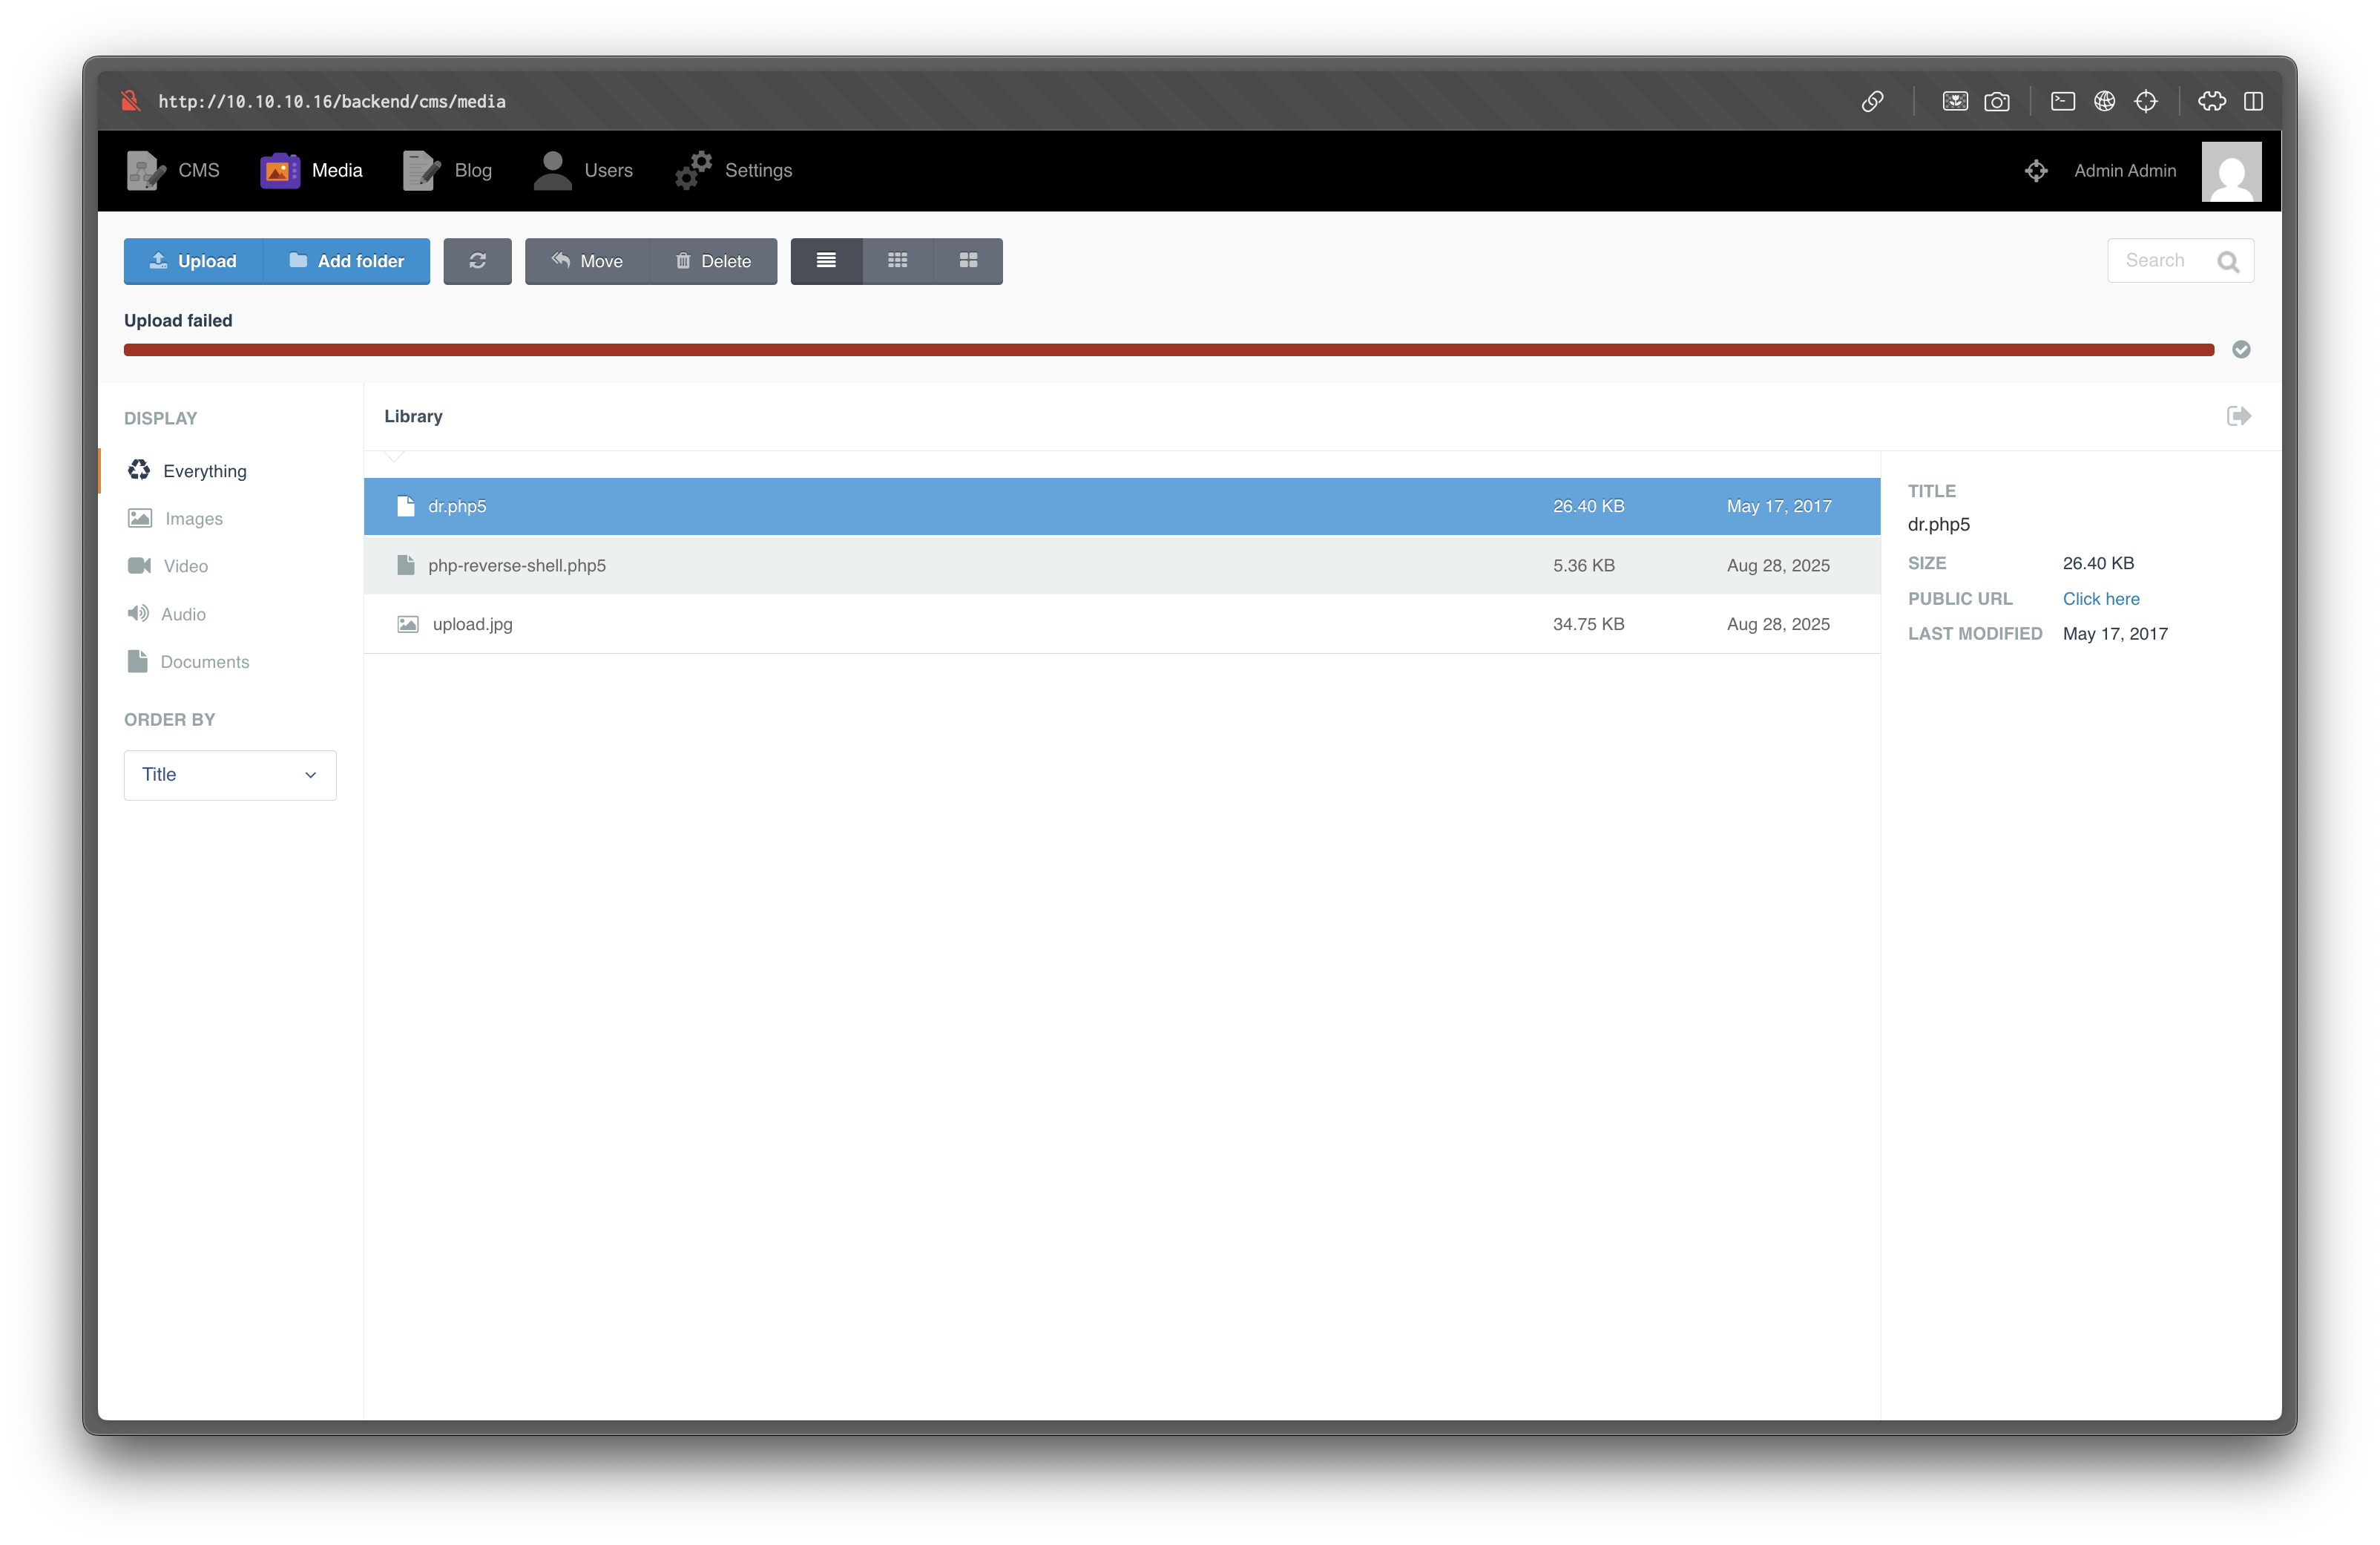 http://10.10.10.16/backend/cms/media
CMS Media Blog Users Settings Admin Admin
Upload Add folder Move Delete Search
Upload failed
DISPLAY
Everything
Images
Video
Audio
Documents
ORDER BY
Title
Library
dr.php5 26.40 KB May 17, 2017
php-reverse-shell.php5 5.36 KB Aug 28, 2025
upload.jpg 34.75 KB Aug 28, 2025
TITLE
dr.php5
SIZE 26.40 KB
PUBLIC URL Click here
LAST MODIFIED May 17, 2017